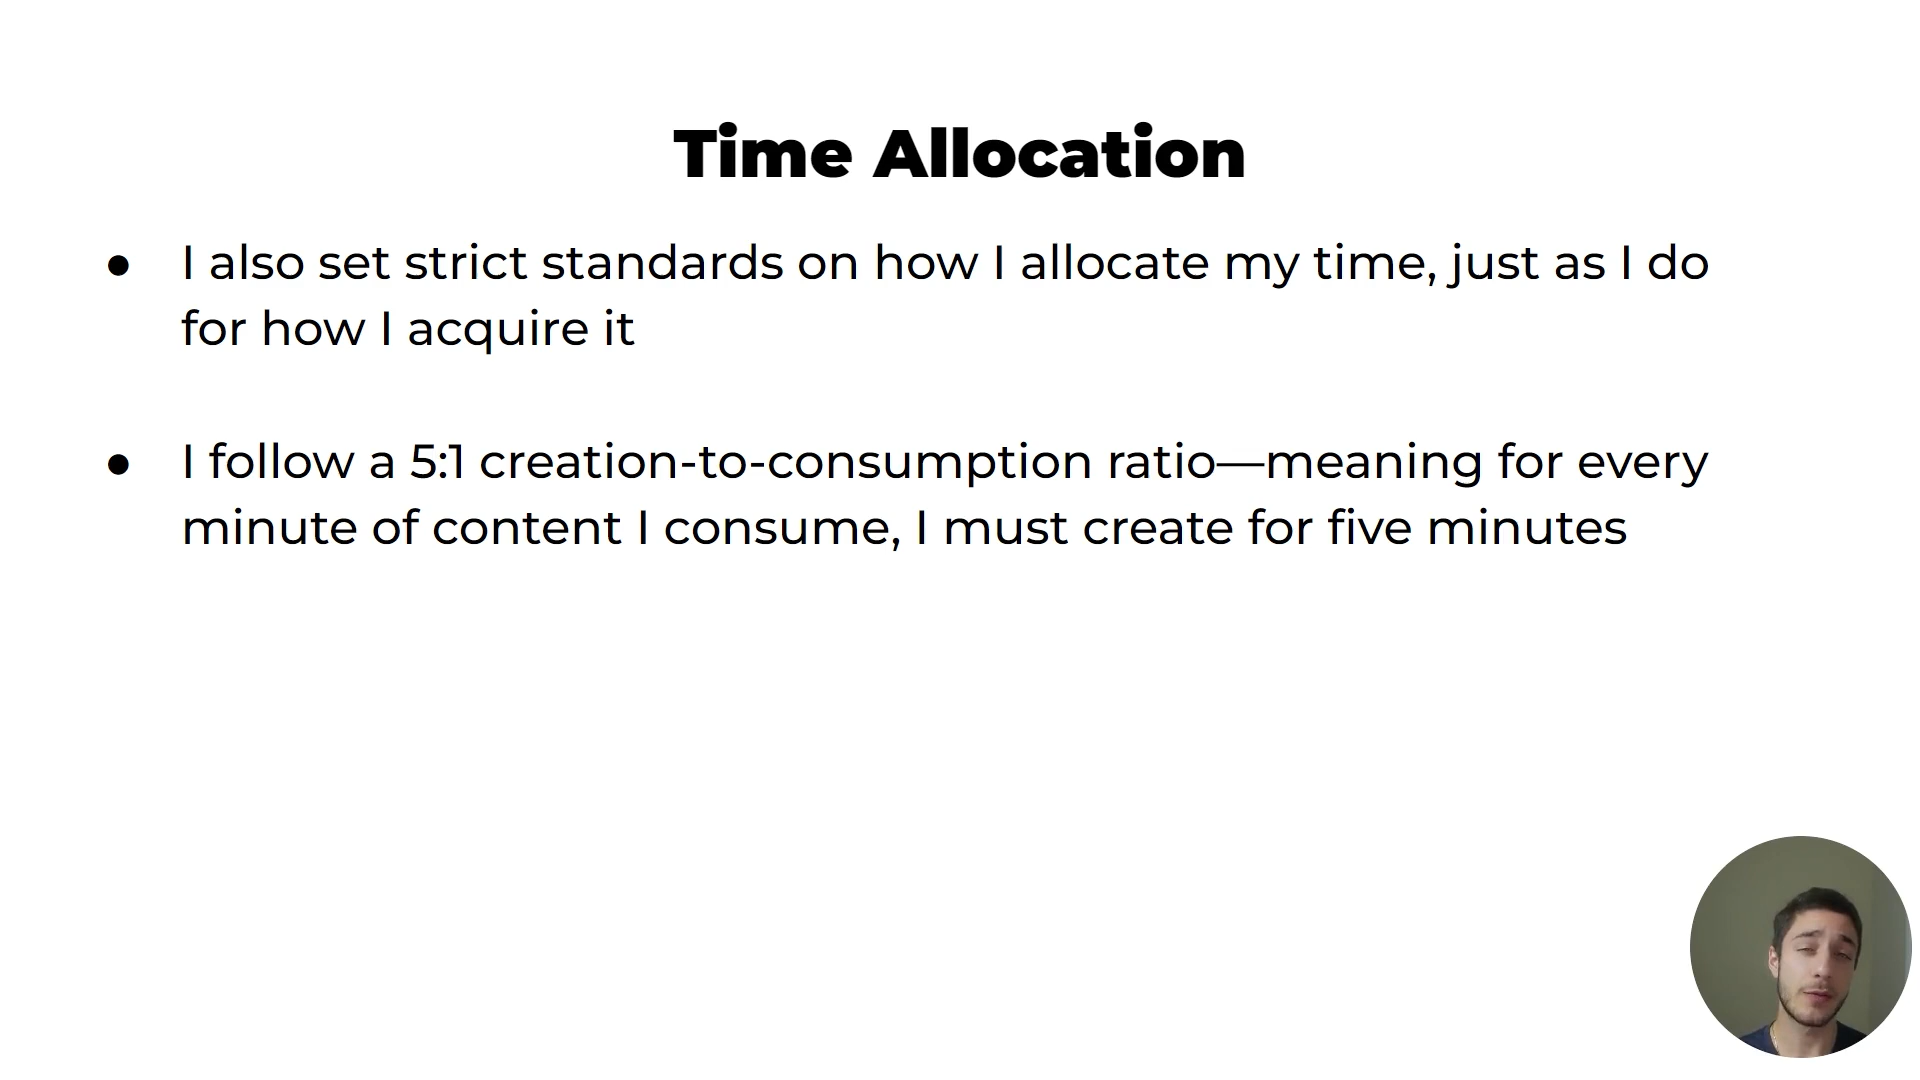 Time Allocation
● I also set strict standards on how I allocate my time, just as I do
for how I acquire it
● I follow a 5:1 creation-to-consumption ratio—meaning for every
minute of content I consume, I must create for five minutes